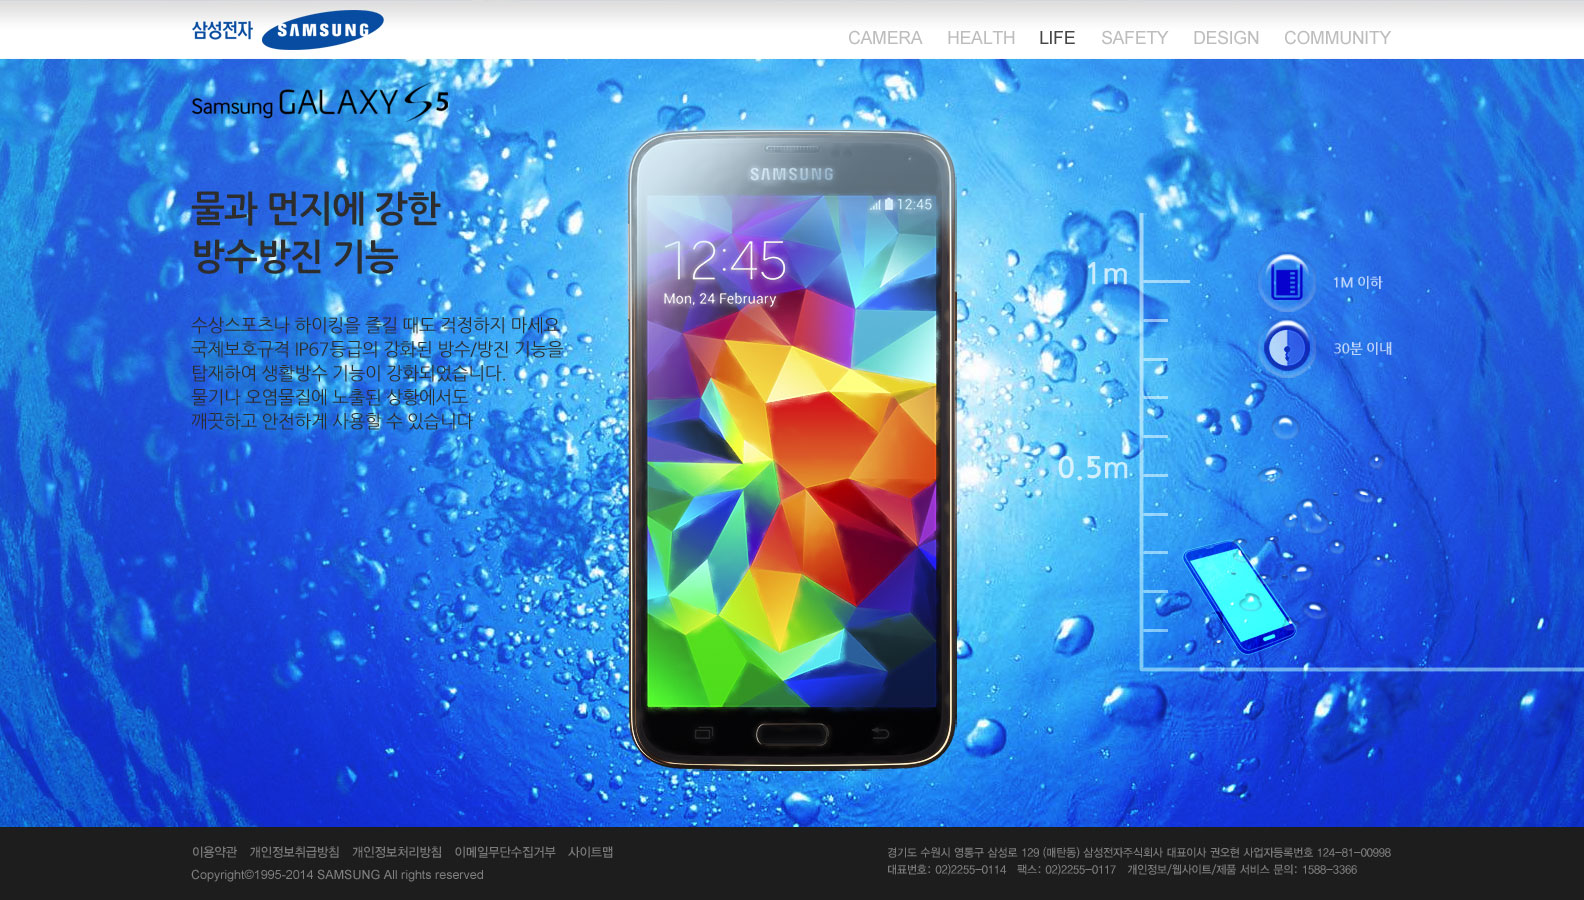 삼성전자 SAMSUNG
CAMERA HEALTH LIFE SAFETY DESIGN COMMUNITY
Samsung GALAXY S5
물과 먼지에 강한
방수방진 기능
수상스포츠나 하이킹을 즐길 때도 걱정하지 마세요
국제보호규격 IP67등급의 강화된 방수/방진 기능을
탑재하여 생활방수 기능이 강화되었습니다.
물기나 오염물질에 노출된 상황에서도
깨끗하고 안전하게 사용할 수 있습니다
SAMSUNG
12:45
12:45
Mon, 24 February
1m
0.5m
1M 이하
30분 이내
이용약관 개인정보취급방침 개인정보처리방침 이메일무단수집거부 사이트맵
Copyright©1995-2014 SAMSUNG All rights reserved
경기도 수원시 영통구 삼성로 129 (매탄동) 삼성전자주식회사 대표이사 권오현 사업자등록번호 124-81-00998
대표번호: 02)2255-0114 팩스: 02)2255-0117 개인정보/웹사이트/제품 서비스 문의: 1588-3366